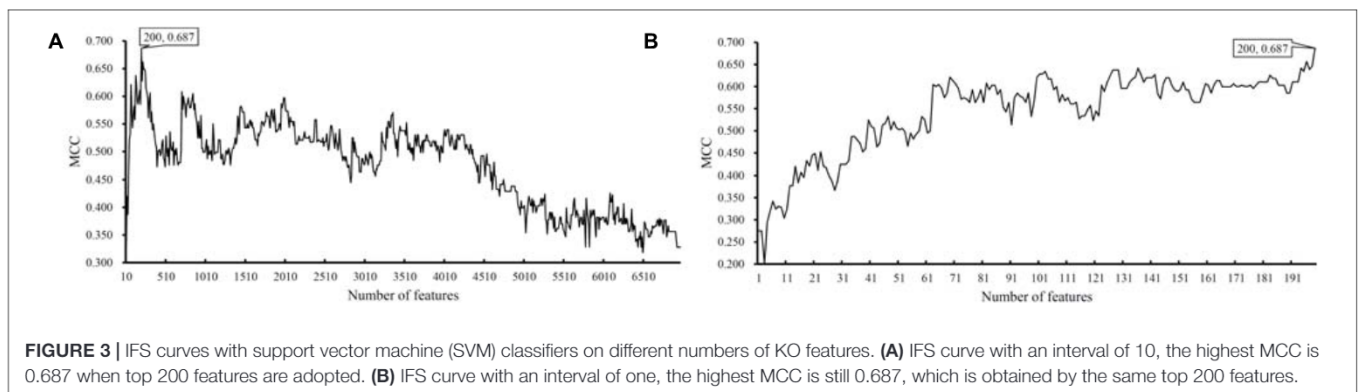 A
200, 0.687
0.700
0.650
0.600
0.550
0.500
0.450
0.400
0.350
0.300
MCC
10 510 1010 1510 2010 2510 3010 3510 4010 4510 5010 5510 6010 6510
Number of features
B
200, 0.687
0.700
0.650
0.600
0.550
0.500
0.450
0.400
0.350
0.300
0.250
0.200
MCC
1 11 21 31 41 51 61 71 81 91 101 111 121 131 141 151 161 171 181 191
Number of features
FIGURE 3 | IFS curves with support vector machine (SVM) classifiers on different numbers of KO features. (A) IFS curve with an interval of 10, the highest MCC is
0.687 when top 200 features are adopted. (B) IFS curve with an interval of one, the highest MCC is still 0.687, which is obtained by the same top 200 features.